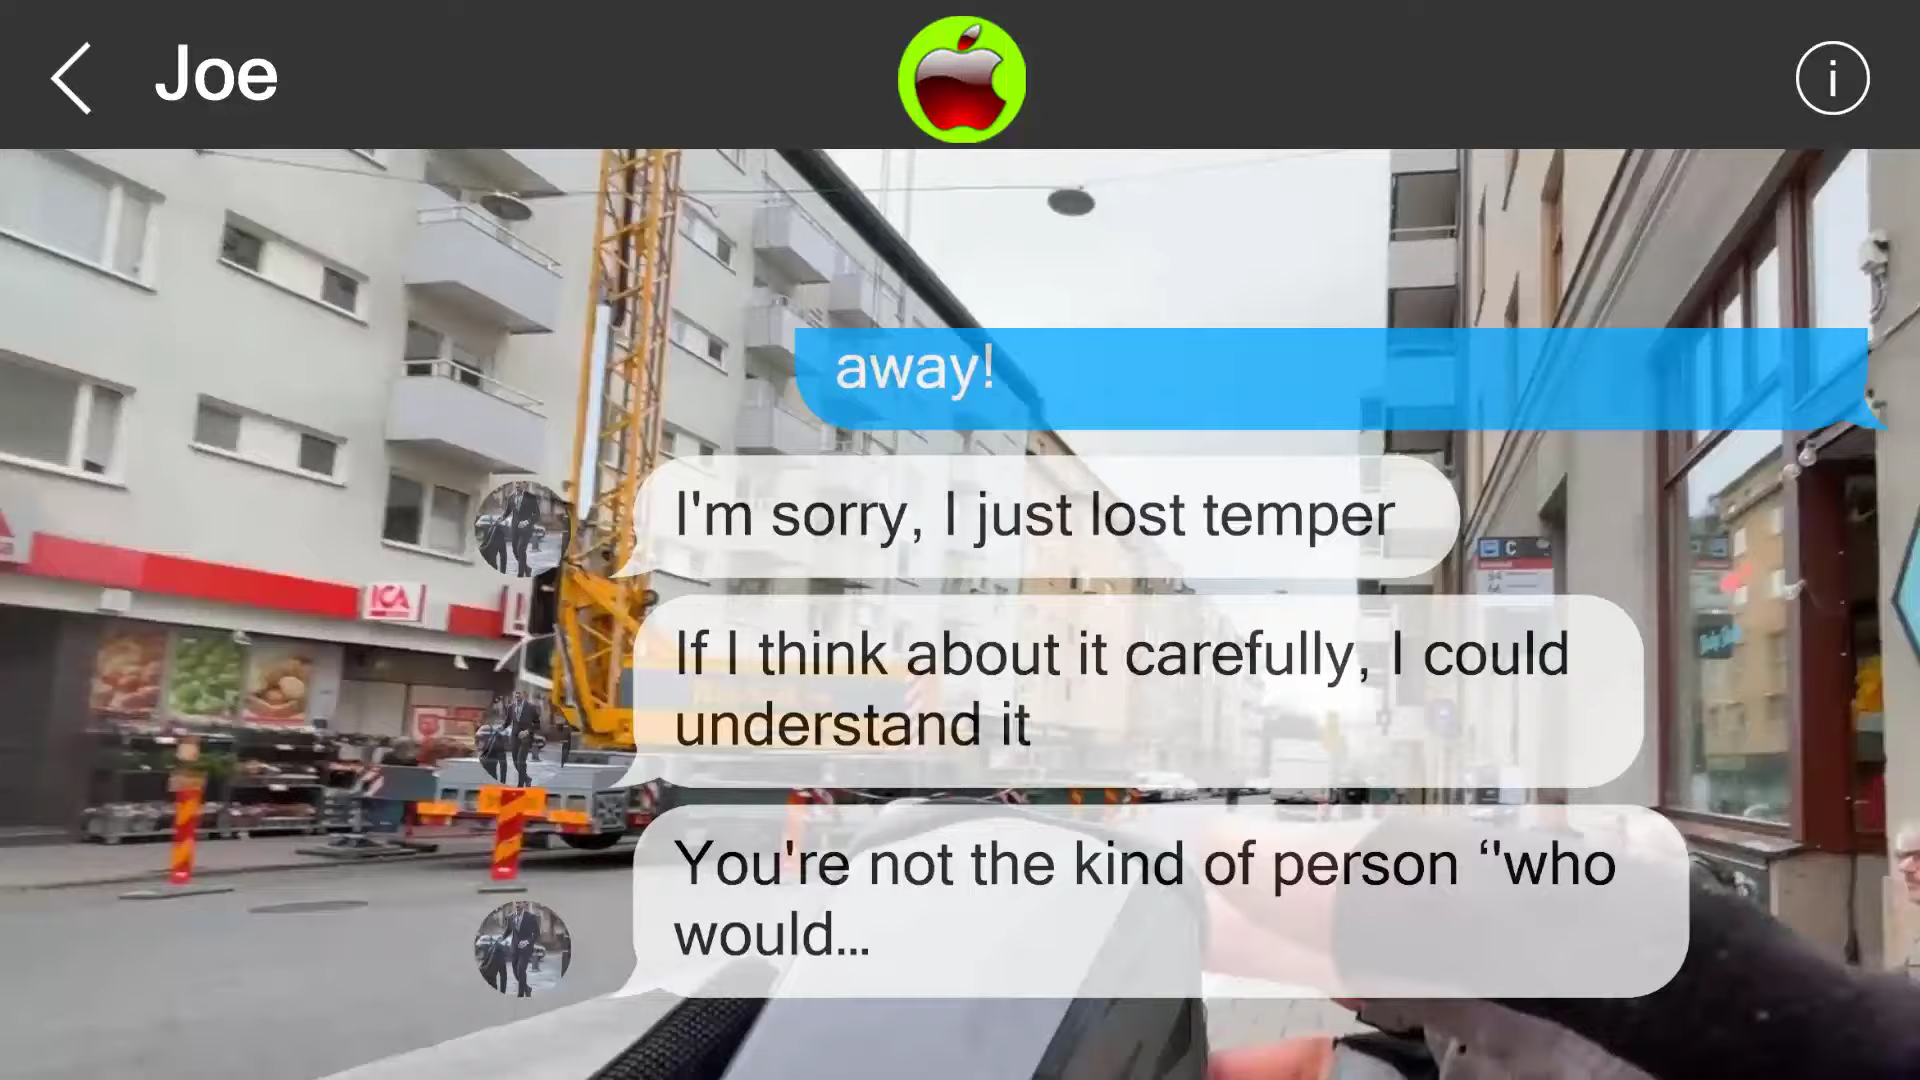 Joe
i
away!
I'm sorry, I just lost temper
C
If I think about it carefully, I could
understand it
ICA
You're not the kind of person ‘'who
would...